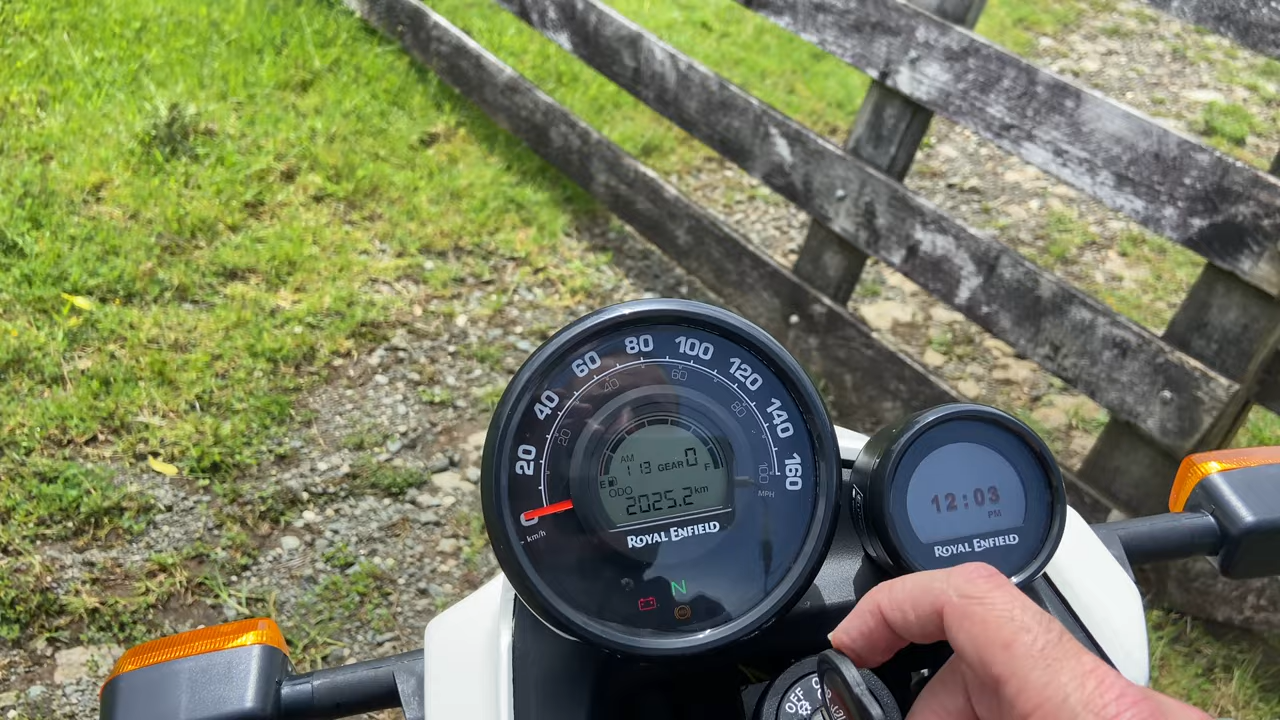 0 20 40 60 80 100 120 140 160
20 40 60 80 100
km/h
MPH
AM
113 GEAR 0
E F
ODO
2025.2 km
ROYAL ENFIELD
N
12:03
PM
ROYAL ENFIELD
OFF